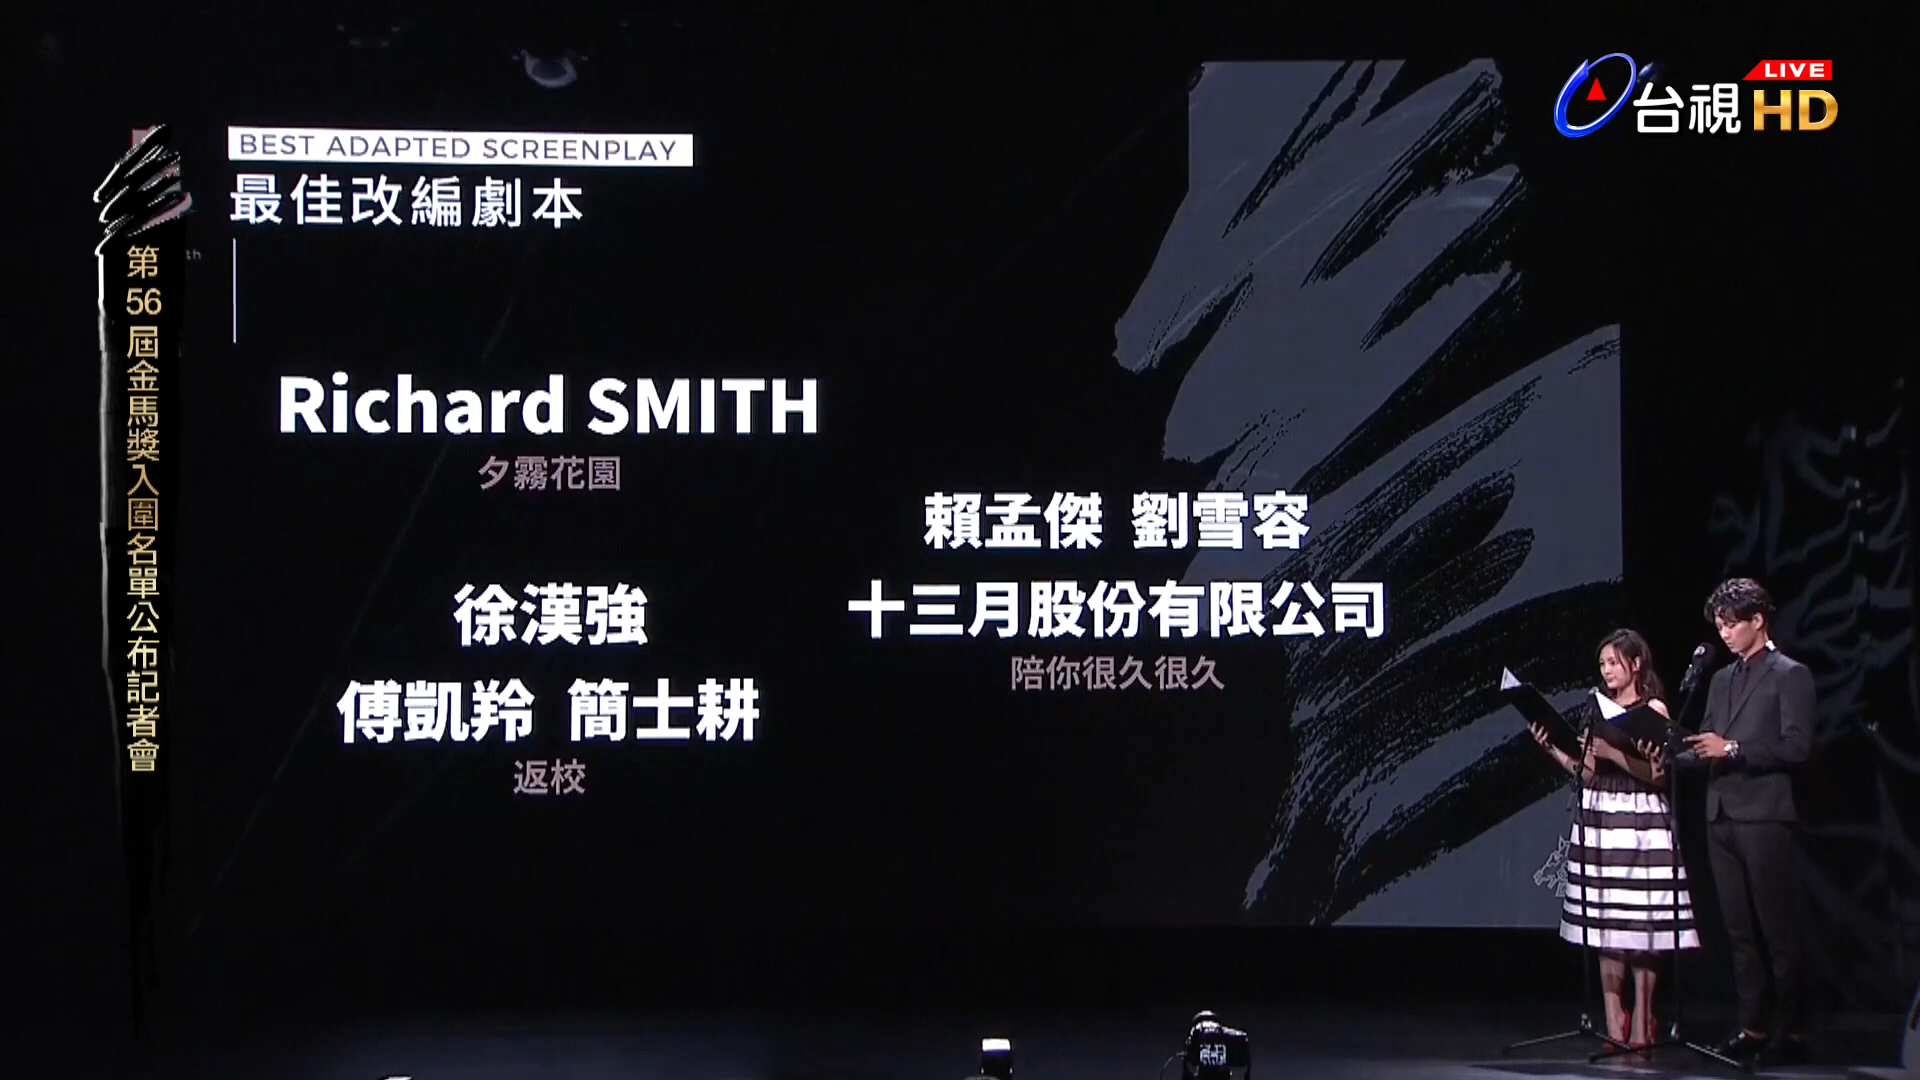 LIVE
台視 HD
BEST ADAPTED SCREENPLAY
最佳改編劇本
第56屆金馬獎入圍名單公布記者會
Richard SMITH
夕霧花園
徐漢強
傅凱羚 簡士耕
返校
賴孟傑 劉雪容
十三月股份有限公司
陪你很久很久